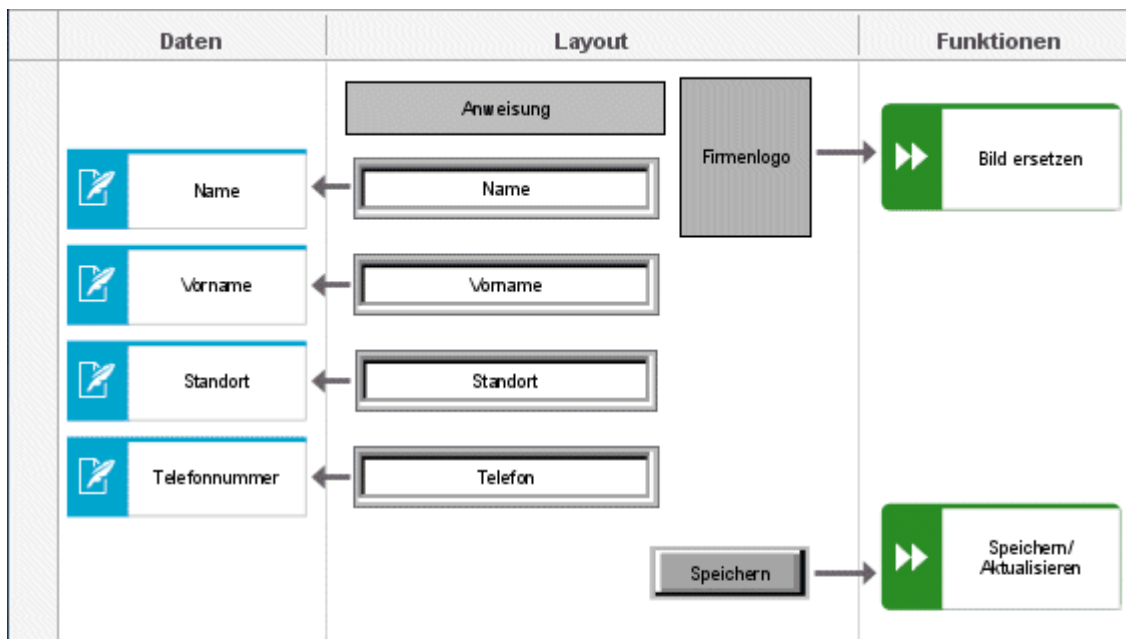 Daten
Layout
Funktionen
Anweisung
Firmenlogo
Bild ersetzen
Name
Name
Vorname
Vorname
Standort
Standort
Telefonnummer
Telefon
Speichern
Speichern/
Aktualisieren